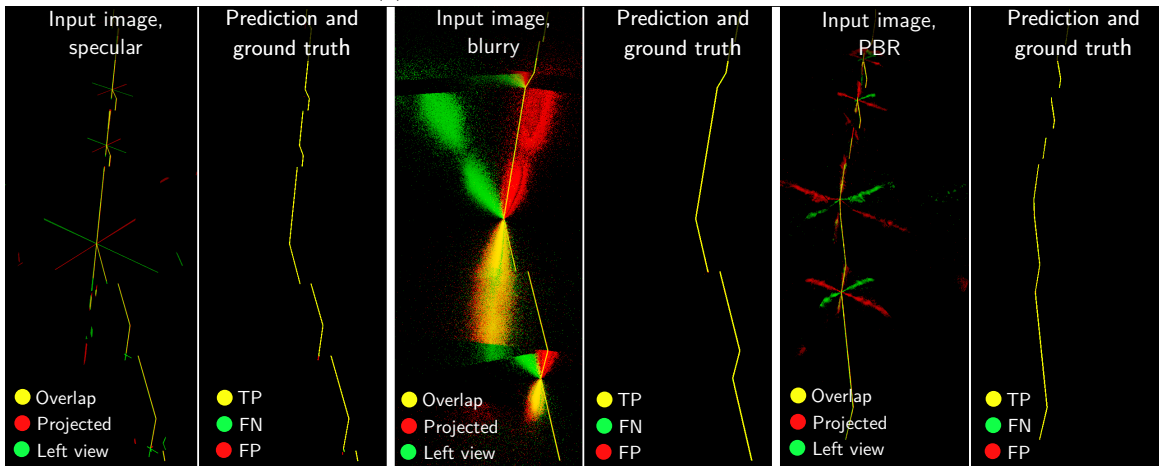 Input image,
specular
Overlap
Projected
Left view
Prediction and
ground truth
TP
FN
FP
Input image,
blurry
Overlap
Projected
Left view
Prediction and
ground truth
TP
FN
FP
Input image,
PBR
Overlap
Projected
Left view
Prediction and
ground truth
TP
FN
FP